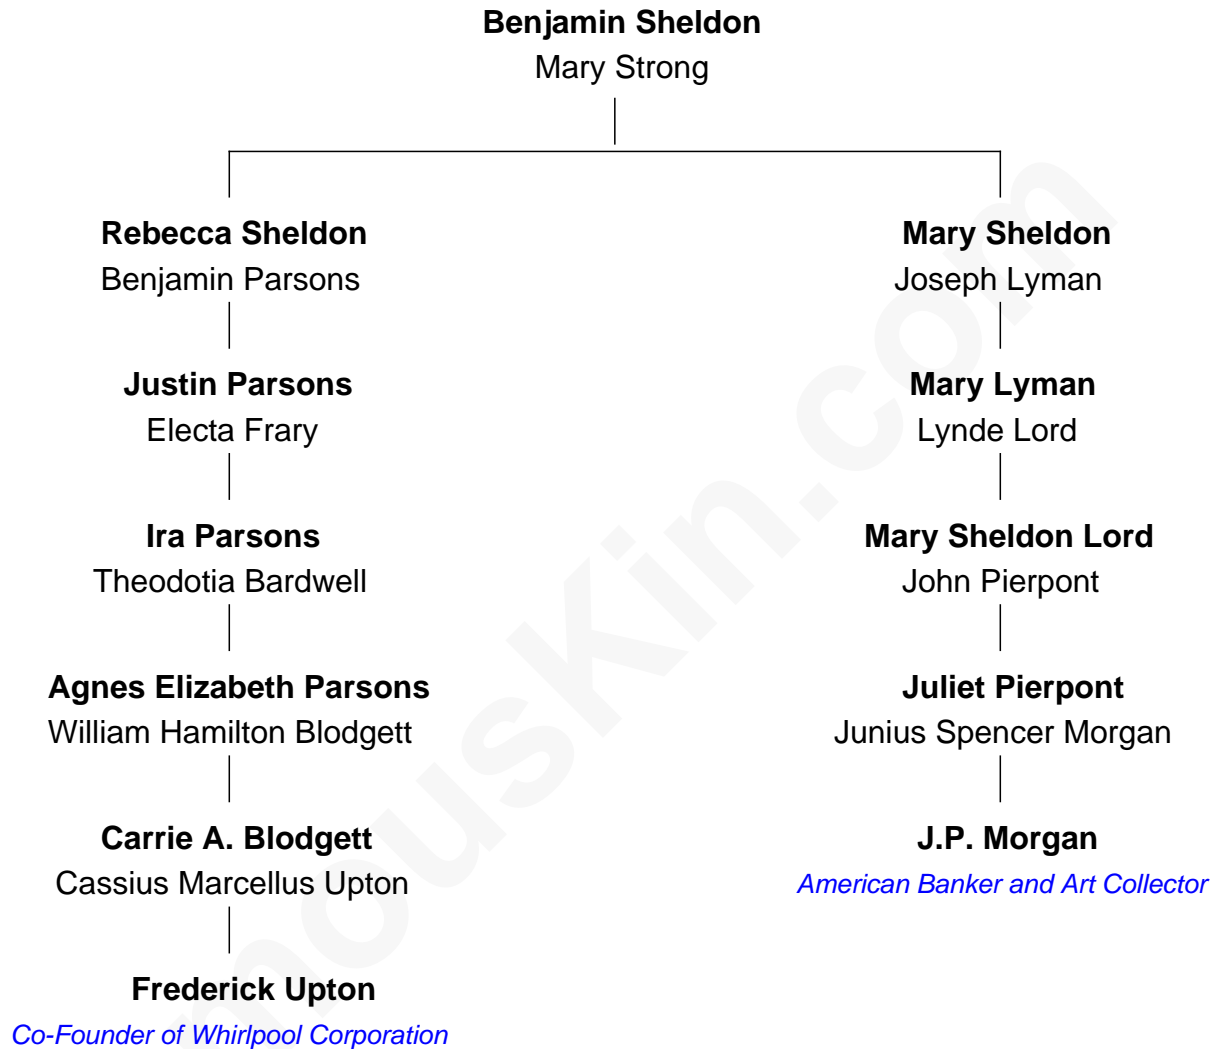 Benjamin Sheldon
Mary Strong
Rebecca Sheldon
Benjamin Parsons
Mary Sheldon
Joseph Lyman
Justin Parsons
Electa Frary
Mary Lyman
Lynde Lord
Ira Parsons
Theodotia Bardwell
Mary Sheldon Lord
John Pierpont
Agnes Elizabeth Parsons
William Hamilton Blodgett
Juliet Pierpont
Junius Spencer Morgan
Carrie A. Blodgett
Cassius Marcellus Upton
J.P. Morgan
American Banker and Art Collector
Frederick Upton
Co-Founder of Whirlpool Corporation
mousKin.com